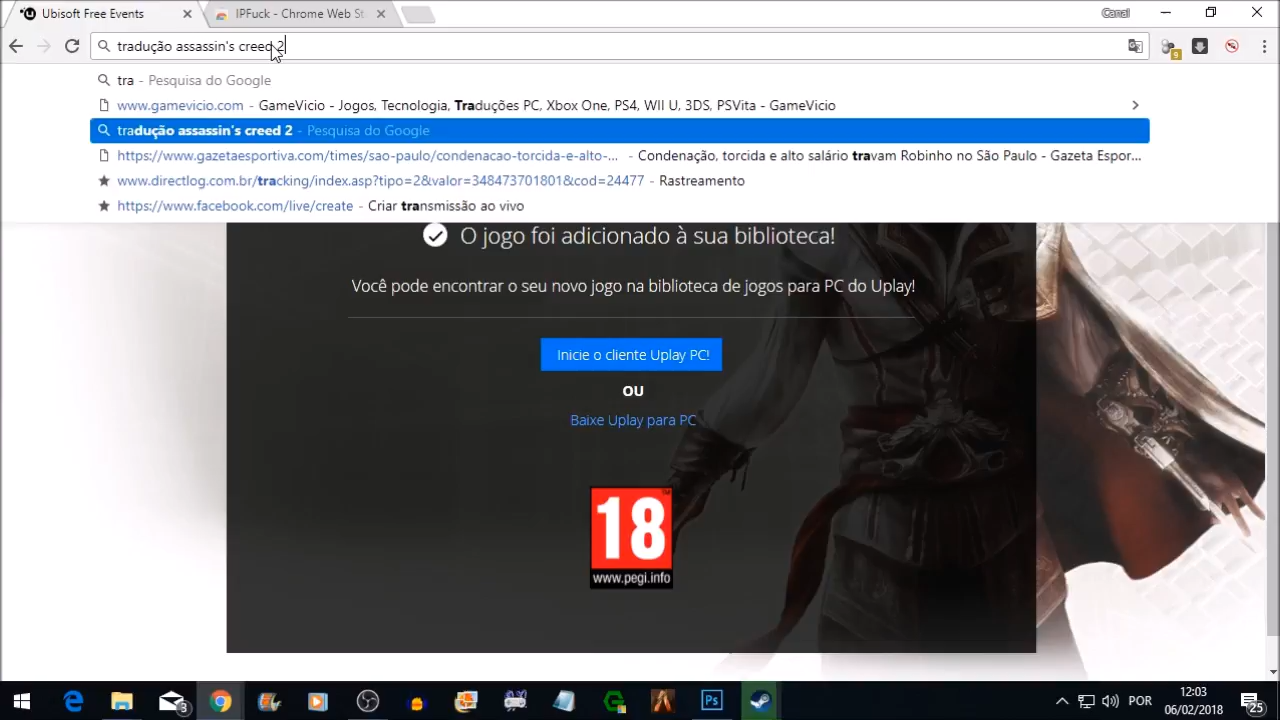 Ubisoft Free Events
IPFuck - Chrome Web St
Canal
tradução assassin's creed 2
9
tra - Pesquisa do Google
www.gamevicio.com - GameVicio - Jogos, Tecnologia, Traduções PC, Xbox One, PS4, WII U, 3DS, PSVita - GameVicio
tradução assassin's creed 2 - Pesquisa do Google
https://www.gazetaesportiva.com/times/sao-paulo/condenacao-torcida-e-alto-... - Condenação, torcida e alto salário travam Robinho no São Paulo - Gazeta Espor...
www.directlog.com.br/tracking/index.asp?tipo=2&valor=348473701801&cod=24477 - Rastreamento
https://www.facebook.com/live/create - Criar transmissão ao vivo
O jogo foi adicionado à sua biblioteca!
Você pode encontrar o seu novo jogo na biblioteca de jogos para PC do Uplay!
Inicie o cliente Uplay PC!
OU
Baixe Uplay para PC
18
www.pegi.info
3
Ps
POR
12:03
06/02/2018
25